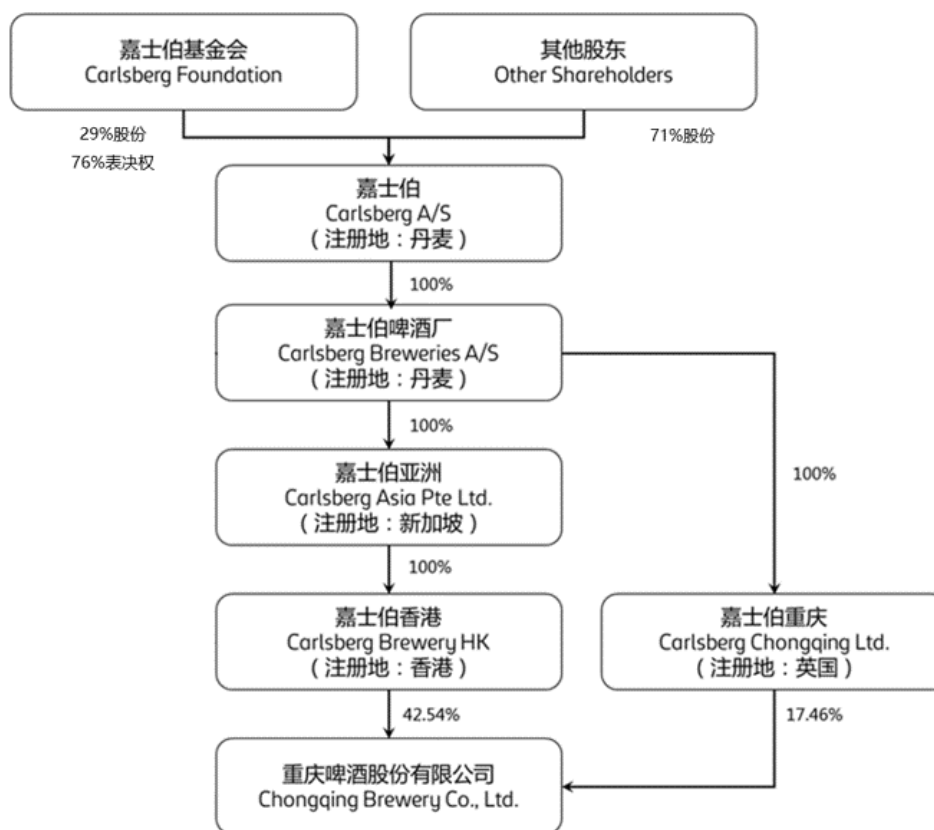 嘉士伯基金会
Carlsberg Foundation
其他股东
Other Shareholders
29%股份
76%表决权
71%股份
嘉士伯
Carlsberg A/S
（注册地：丹麦）
100%
嘉士伯啤酒厂
Carlsberg Breweries A/S
（注册地：丹麦）
100%
100%
嘉士伯亚洲
Carlsberg Asia Pte Ltd.
（注册地：新加坡）
100%
嘉士伯香港
Carlsberg Brewery HK
（注册地：香港）
嘉士伯重庆
Carlsberg Chongqing Ltd.
（注册地：英国）
42.54%
17.46%
重庆啤酒股份有限公司
Chongqing Brewery Co., Ltd.